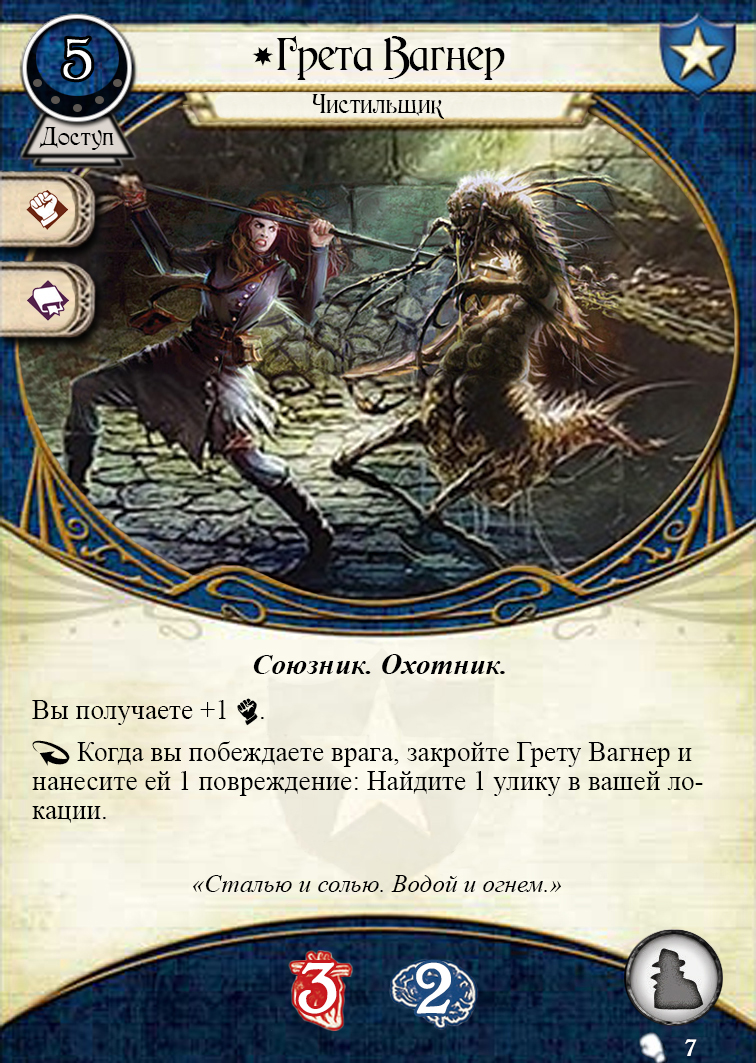 5
Грета Вагнер
Чистильщик
Доступ
Союзник. Охотник.
Вы получаете +1 .
Когда вы побеждаете врага, закройте Грету Вагнер и
нанесите ей 1 повреждение: Найдите 1 улику в вашей ло-
кации.
«Сталью и солью. Водой и огнем.»
3 2
7